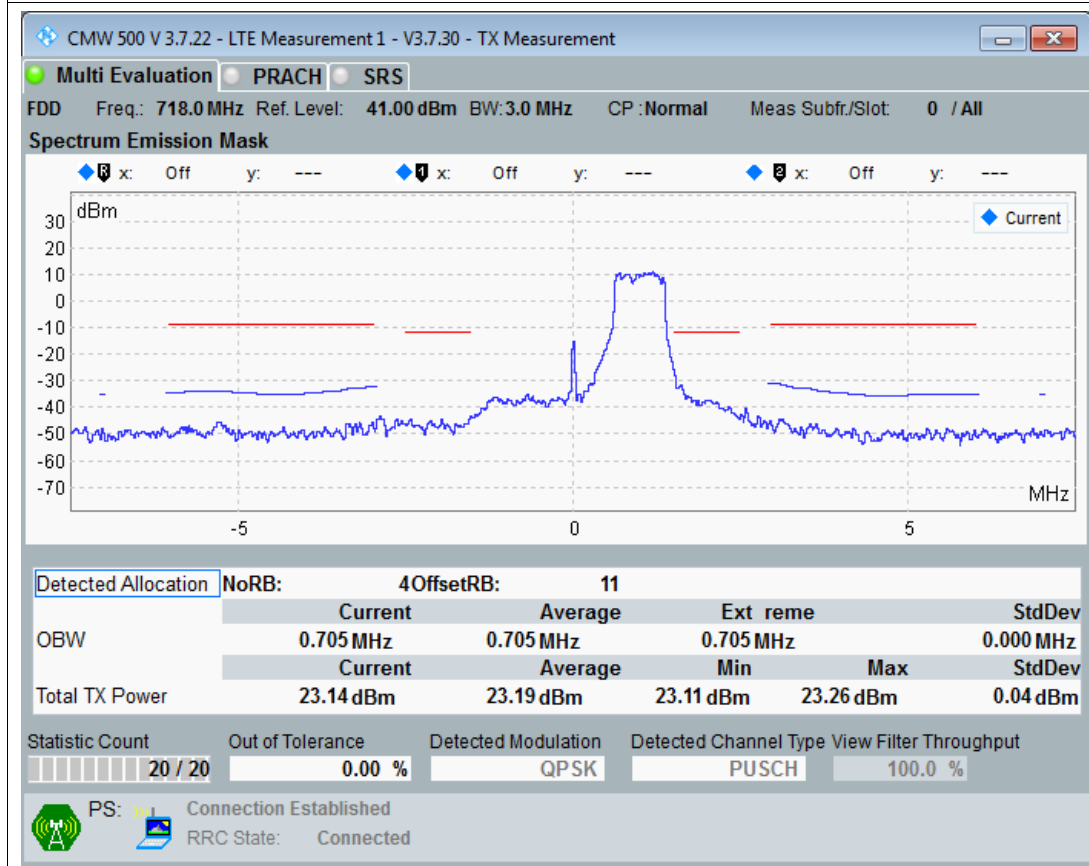 CMW 500 V 3.7.22 - LTE Measurement 1 - V3.7.30 - TX Measurement
Multi Evaluation PRACH SRS
FDD Freq.: 718.0 MHz Ref. Level: 41.00 dBm BW: 3.0 MHz CP : Normal Meas Subfr./Slot: 0 / All
Spectrum Emission Mask
R x: Off y: --- 1 x: Off y: --- 2 x: Off y: ---
dBm
Current
30
20
10
0
-10
-20
-30
-40
-50
-60
-70
MHz
-5 0 5
Detected Allocation NoRB: 4 OffsetRB: 11
Current Average Ext reme StdDev
OBW 0.705 MHz 0.705 MHz 0.705 MHz 0.000 MHz
Current Average Min Max StdDev
Total TX Power 23.14 dBm 23.19 dBm 23.11 dBm 23.26 dBm 0.04 dBm
Statistic Count Out of Tolerance Detected Modulation Detected Channel Type View Filter Throughput
20 / 20 0.00 % QPSK PUSCH 100.0 %
PS: Connection Established
RRC State: Connected